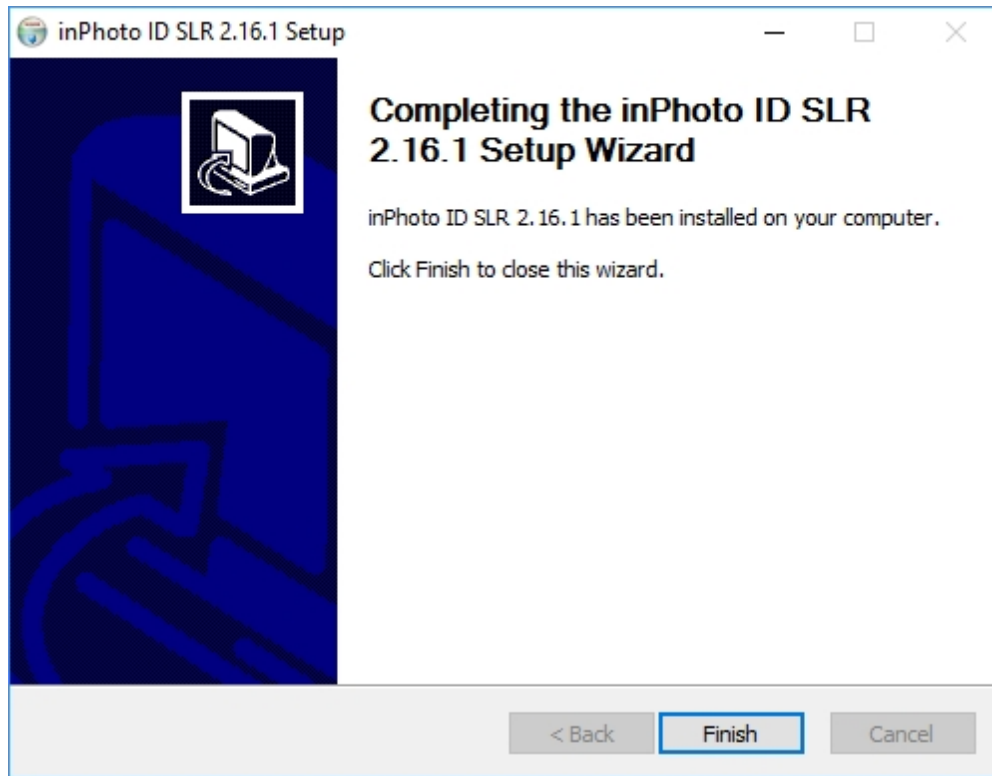 inPhoto ID SLR 2.16.1 Setup
Completing the inPhoto ID SLR
2.16.1 Setup Wizard
inPhoto ID SLR 2.16.1 has been installed on your computer.
Click Finish to close this wizard.
< Back Finish Cancel